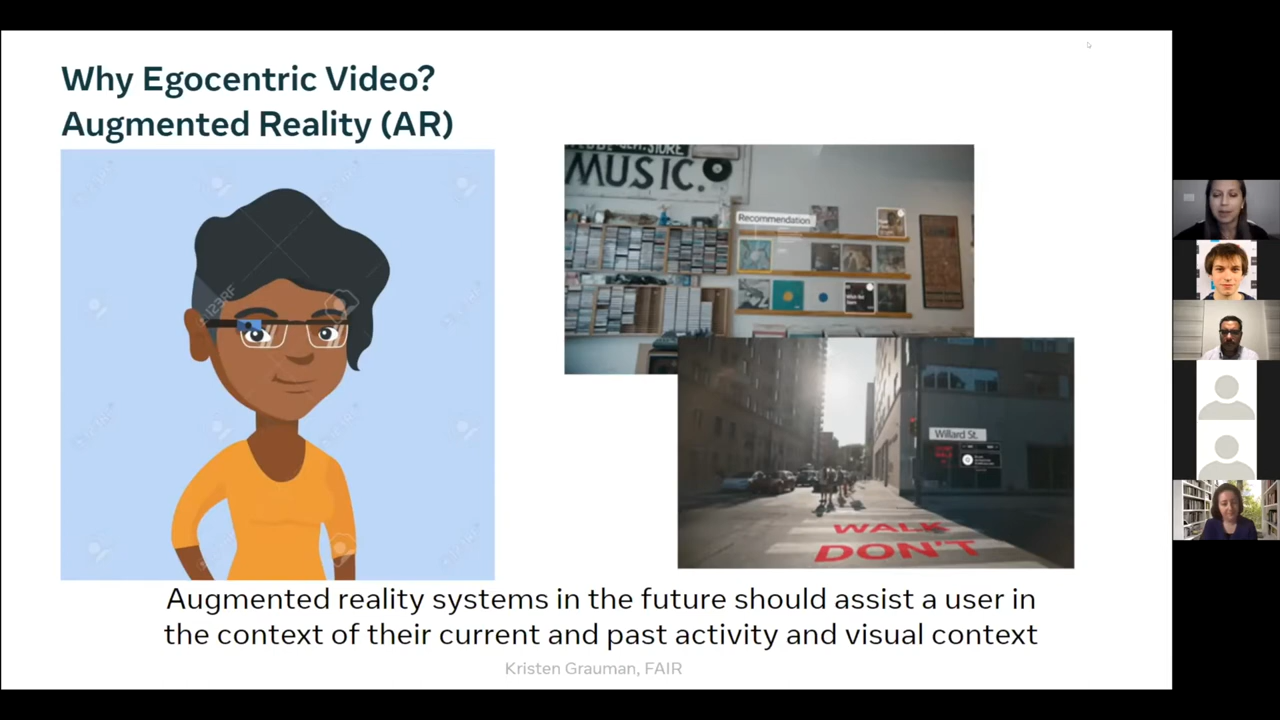 Why Egocentric Video?
Augmented Reality (AR)
MUSIC.
Recommendation
Willard St.
WALK
DON'T
123RF
Augmented reality systems in the future should assist a user in
the context of their current and past activity and visual context
Kristen Grauman, FAIR